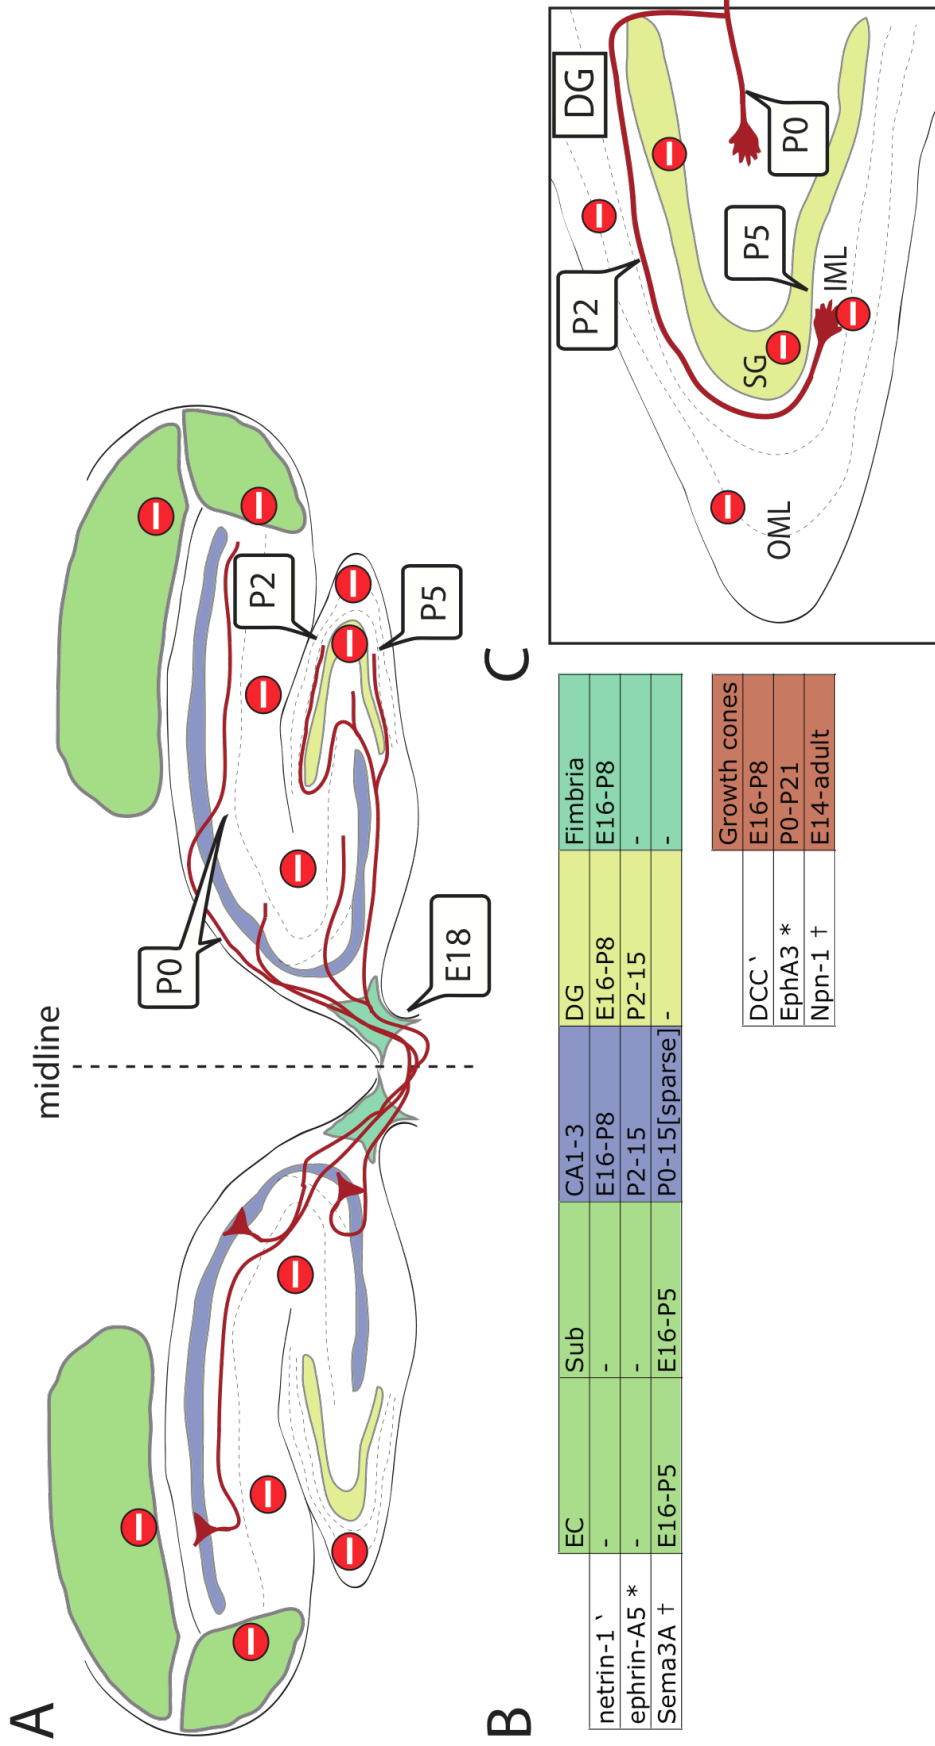 A
midline
P0
P2
P5
E18
B
EC Sub CA1-3 DG Fimbria
netrin-1 ` - - E16-P8 E16-P8 E16-P8
ephrin-A5 * - - P2-15 P2-15 -
Sema3A † E16-P5 E16-P5 P0-15[sparse] - -
Growth cones
DCC ` E16-P8
EphA3 * P0-P21
Npn-1 † E14-adult
C
DG
P2
P5
P0
SG
IML
OML